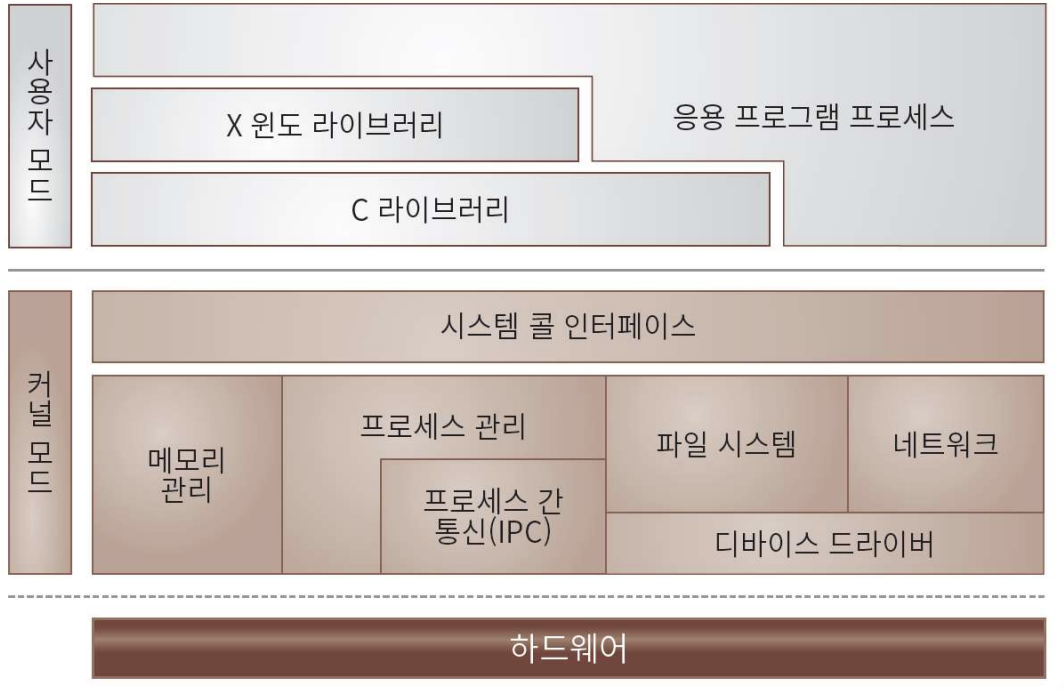 사용자 모드
X 윈도 라이브러리
응용 프로그램 프로세스
C 라이브러리
커널 모드
시스템 콜 인터페이스
메모리
관리
프로세스 관리
프로세스 간
통신(IPC)
파일 시스템
네트워크
디바이스 드라이버
하드웨어